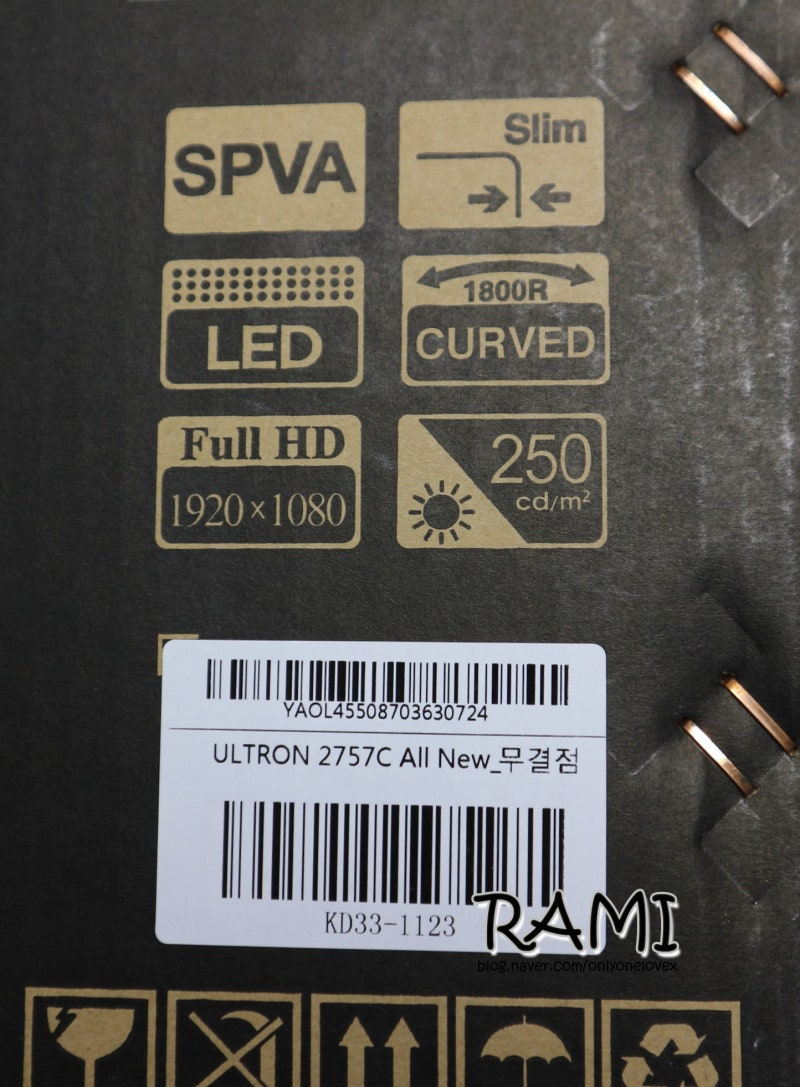 SPVA
Slim
LED
1800R
CURVED
Full HD
1920×1080
250
cd/m²
YAOL45508703630724
ULTRON 2757C All New_무결점
KD33-1123
RAMI
blog.naver.com/onlyonelovex